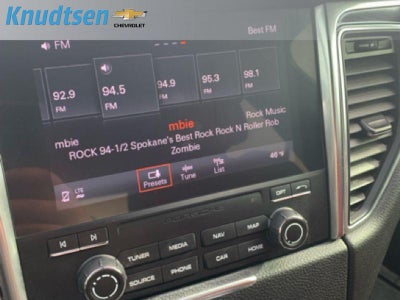 Knudtsen
CHEVROLET
FM
Best FM
92.9
FM
94.5
FM
94.9
FM
95.3
FM
98.1
FM
mbie
mbie
Rock Music
ROCK 94-1/2 Spokane's Best Rock Rock N Roller Rob
Zombie
LTE
Presets
Tune
List
46°F
OPT
TUNER
MEDIA
NAV
MAP
SOURCE
PHONE
CAR
HOME